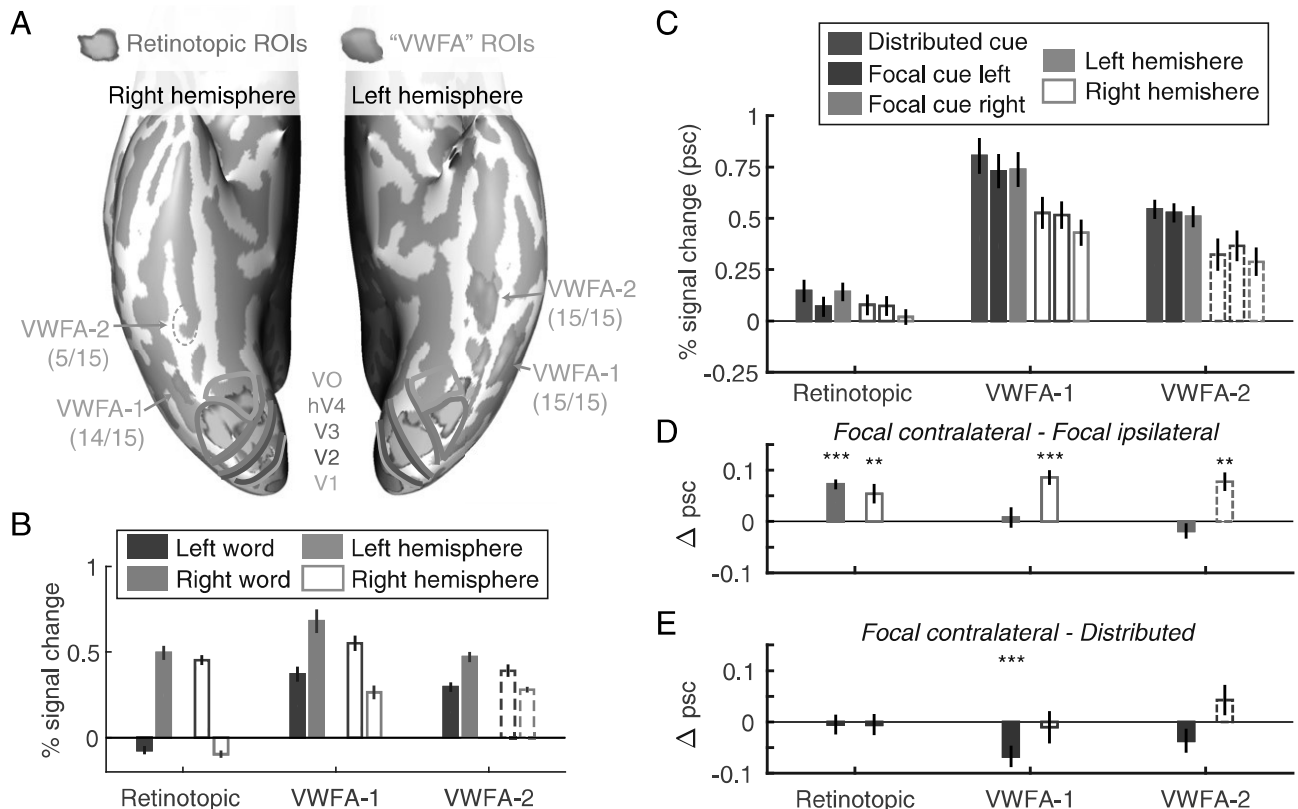 A
Retinotopic ROIs
“VWFA” ROIs
Right hemisphere
Left hemisphere
VWFA-2
(5/15)
VWFA-1
(14/15)
VO
hV4
V3
V2
V1
VWFA-2
(15/15)
VWFA-1
(15/15)
B
Left word
Right word
Left hemisphere
Right hemisphere
% signal change
1
0.5
0
Retinotopic
VWFA-1
VWFA-2
C
Distributed cue
Focal cue left
Focal cue right
Left hemishere
Right hemishere
% signal change (psc)
1
0.75
0.5
0.25
0
-0.25
Retinotopic
VWFA-1
VWFA-2
D
Focal contralateral - Focal ipsilateral
*** ** *** **
Δ psc
0.1
0
-0.1
E
Focal contralateral - Distributed
***
Δ psc
0.1
0
-0.1
Retinotopic
VWFA-1
VWFA-2